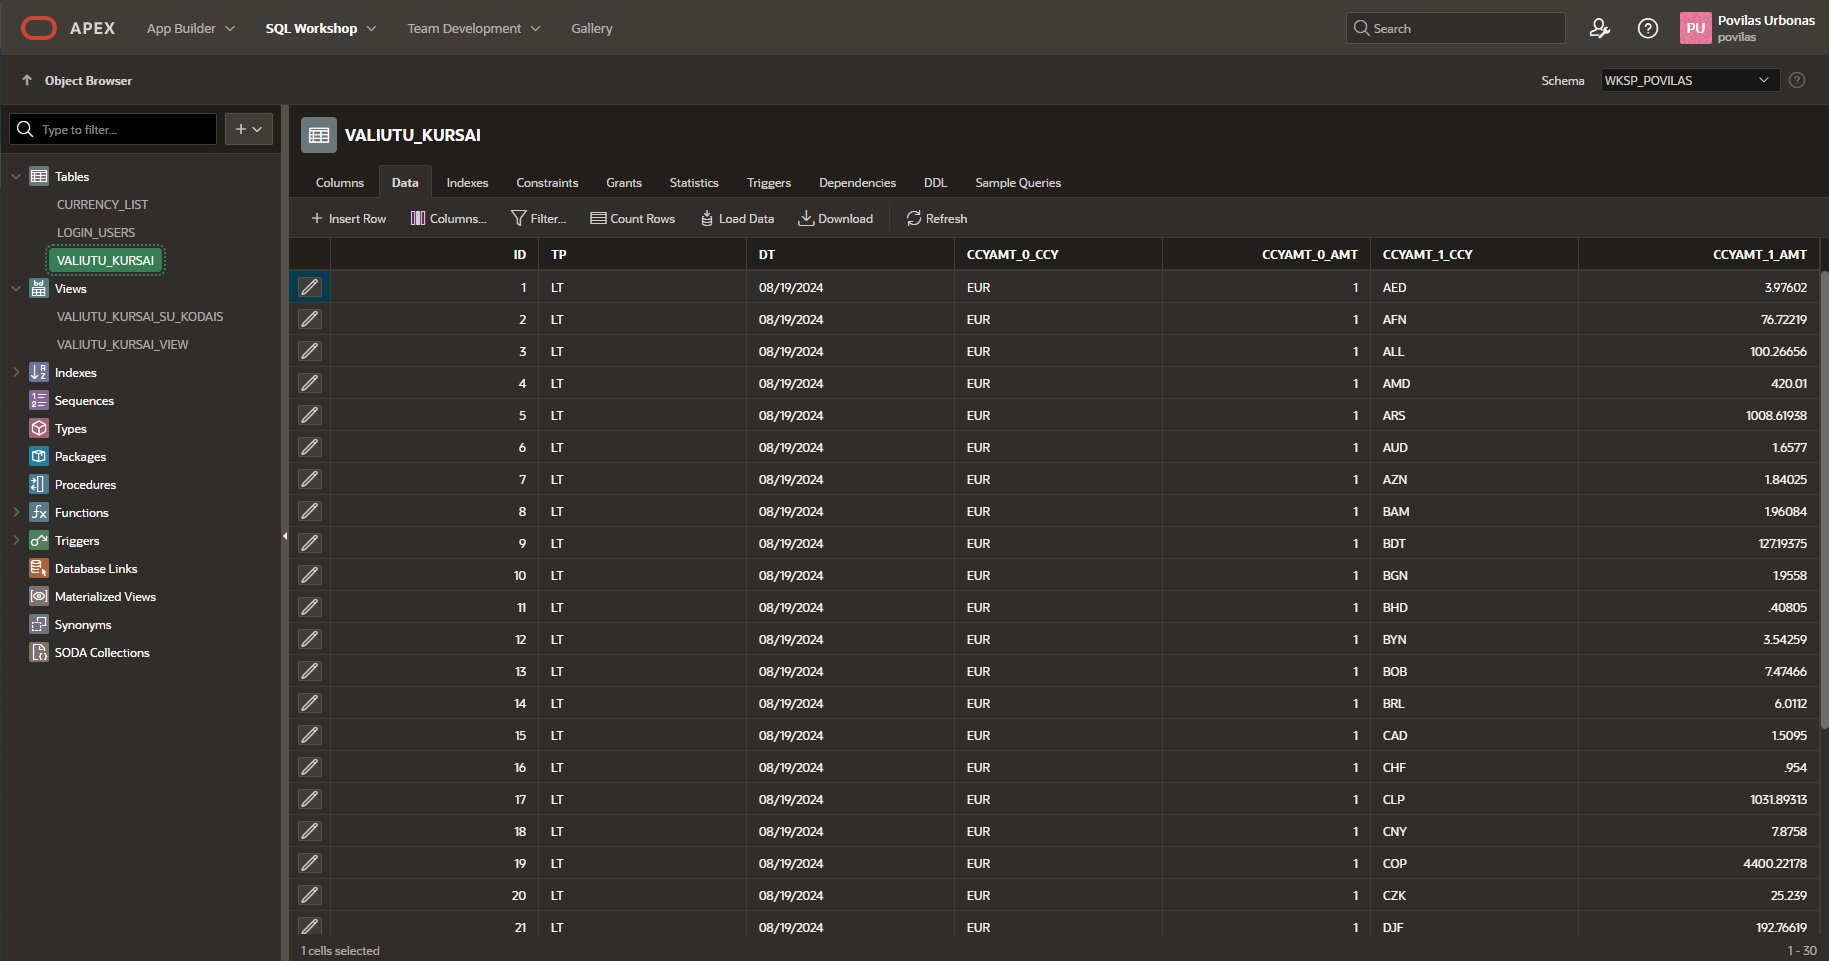 APEX App Builder SQL Workshop Team Development Gallery Search PU Povilas Urbonas
povilas
Object Browser Schema WKSP_POVILAS
Type to filter...
Tables
CURRENCY_LIST
LOGIN_USERS
VALIUTU_KURSAI
Views
VALIUTU_KURSAI_SU_KODAIS
VALIUTU_KURSAI_VIEW
Indexes
Sequences
Types
Packages
Procedures
Functions
Triggers
Database Links
Materialized Views
Synonyms
SODA Collections
VALIUTU_KURSAI
Columns Data Indexes Constraints Grants Statistics Triggers Dependencies DDL Sample Queries
Insert Row Columns... Filter... Count Rows Load Data Download Refresh
ID TP DT CCYAMT_0_CCY CCYAMT_0_AMT CCYAMT_1_CCY CCYAMT_1_AMT
1 LT 08/19/2024 EUR 1 AED 3.97602
2 LT 08/19/2024 EUR 1 AFN 76.72219
3 LT 08/19/2024 EUR 1 ALL 100.26656
4 LT 08/19/2024 EUR 1 AMD 420.01
5 LT 08/19/2024 EUR 1 ARS 1008.61938
6 LT 08/19/2024 EUR 1 AUD 1.6577
7 LT 08/19/2024 EUR 1 AZN 1.84025
8 LT 08/19/2024 EUR 1 BAM 1.96084
9 LT 08/19/2024 EUR 1 BDT 127.19375
10 LT 08/19/2024 EUR 1 BGN 1.9558
11 LT 08/19/2024 EUR 1 BHD .40805
12 LT 08/19/2024 EUR 1 BYN 3.54259
13 LT 08/19/2024 EUR 1 BOB 7.47466
14 LT 08/19/2024 EUR 1 BRL 6.0112
15 LT 08/19/2024 EUR 1 CAD 1.5095
16 LT 08/19/2024 EUR 1 CHF .954
17 LT 08/19/2024 EUR 1 CLP 1031.89313
18 LT 08/19/2024 EUR 1 CNY 7.8758
19 LT 08/19/2024 EUR 1 COP 4400.22178
20 LT 08/19/2024 EUR 1 CZK 25.239
21 LT 08/19/2024 EUR 1 DJF 192.76619
1 cells selected 1 - 30